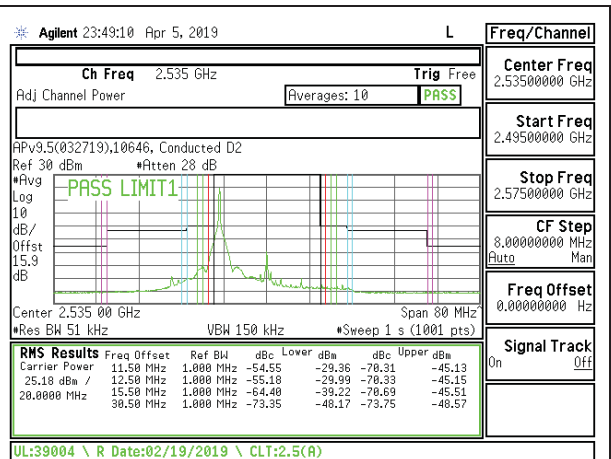 Agilent 23:49:10 Apr 5, 2019 L
Ch Freq 2.535 GHz Trig Free
Adj Channel Power Averages: 10 PASS
APv9.5(032719),10646, Conducted D2
Ref 30 dBm #Atten 28 dB
#Avg
Log
10
dB/
Offst
15.9
dB
PASS LIMIT1
Center 2.535 00 GHz Span 80 MHz
#Res BW 51 kHz VBW 150 kHz #Sweep 1 s (1001 pts)
RMS Results Freq Offset Ref BW dBc Lower dBm dBc Upper dBm
Carrier Power 11.50 MHz 1.000 MHz -54.55 -29.36 -70.31 -45.13
25.18 dBm / 12.50 MHz 1.000 MHz -55.18 -29.99 -70.33 -45.15
20.0000 MHz 15.50 MHz 1.000 MHz -64.40 -39.22 -70.69 -45.51
30.50 MHz 1.000 MHz -73.35 -48.17 -73.75 -48.57
UL:39004 \ R Date:02/19/2019 \ CLT:2.5(A)
Freq/Channel
Center Freq
2.53500000 GHz
Start Freq
2.49500000 GHz
Stop Freq
2.57500000 GHz
CF Step
8.00000000 MHz
Auto Man
Freq Offset
0.00000000 Hz
Signal Track
On Off